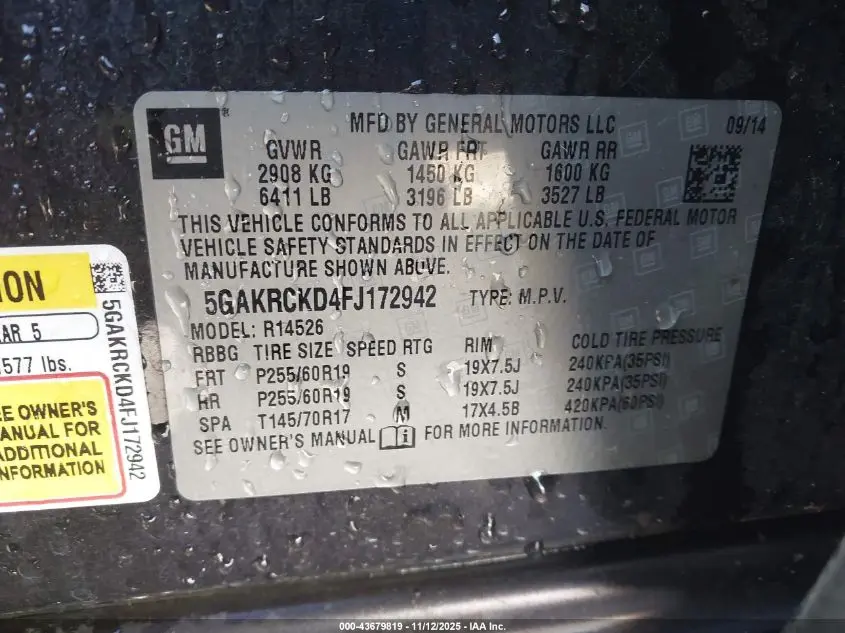 GM
®
MFD BY GENERAL MOTORS LLC 09/14
GVWR GAWR FRT GAWR RR
2908 KG 1450 KG 1600 KG
6411 LB 3196 LB 3527 LB
THIS VEHICLE CONFORMS TO ALL APPLICABLE U.S. FEDERAL MOTOR
VEHICLE SAFETY STANDARDS IN EFFECT ON THE DATE OF
MANUFACTURE SHOWN ABOVE.
5GAKRCKD4FJ172942 TYPE: M.P.V.
MODEL: R14526
RBBG TIRE SIZE SPEED RTG RIM COLD TIRE PRESSURE
FRT P255/60R19 S 19X7.5J 240KPA(35PSI)
RR P255/60R19 S 19X7.5J 240KPA(35PSI)
SPA T145/70R17 M 17X4.5B 420KPA(60PSI)
SEE OWNER'S MANUAL i FOR MORE INFORMATION.
ION
AR 5
577 lbs.
EE OWNER'S
ANUAL FOR
ADDITIONAL
NFORMATION
5GAKRCKD4FJ172942
000-43679819 - 11/12/2025 - IAA Inc.